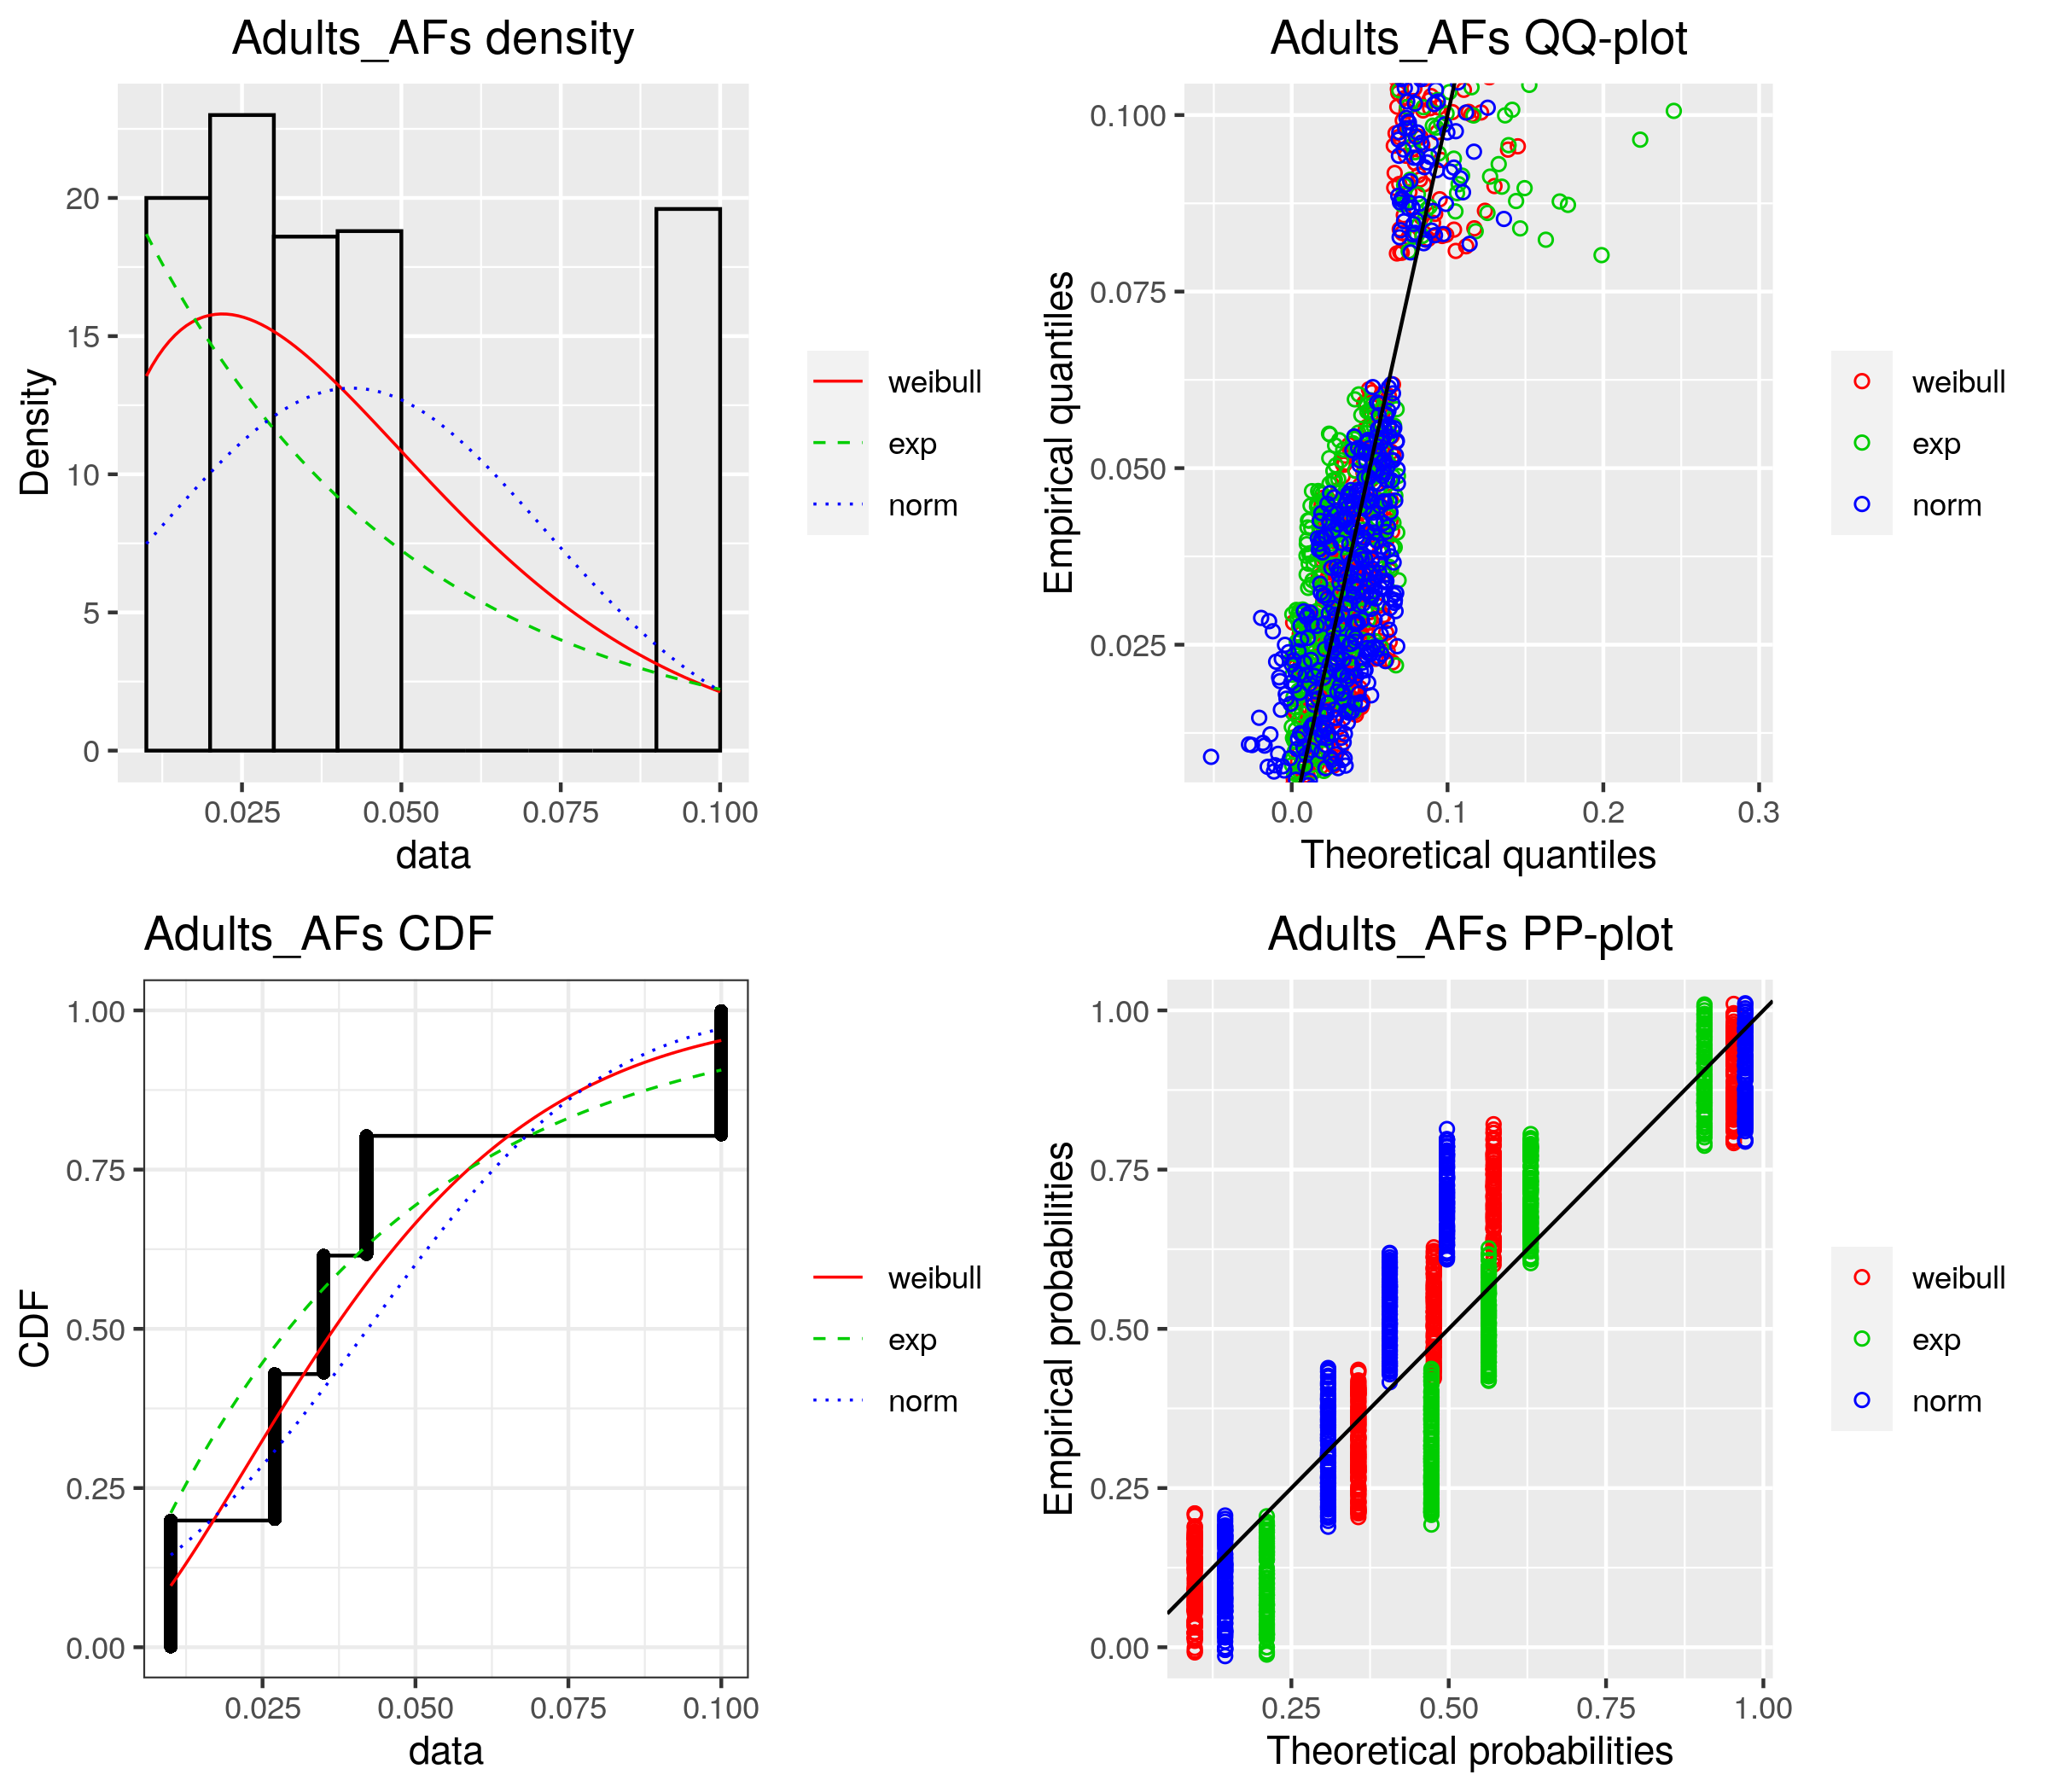 Adults_AFs density
Density
20
15
10
5
0
0.025 0.050 0.075 0.100
data
weibull
exp
norm
Adults_AFs QQ-plot
Empirical quantiles
0.100
0.075
0.050
0.025
0.0 0.1 0.2 0.3
Theoretical quantiles
weibull
exp
norm
Adults_AFs CDF
CDF
1.00
0.75
0.50
0.25
0.00
0.025 0.050 0.075 0.100
data
weibull
exp
norm
Adults_AFs PP-plot
Empirical probabilities
1.00
0.75
0.50
0.25
0.00
0.25 0.50 0.75 1.00
Theoretical probabilities
weibull
exp
norm